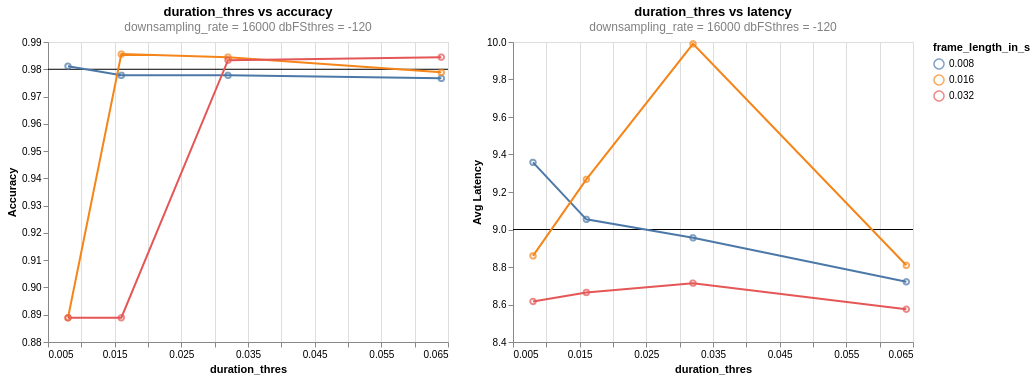 duration_thres vs accuracy
downsampling_rate = 16000 dbFSthres = -120
0.99
0.98
0.97
0.96
0.95
0.94
0.93
0.92
0.91
0.90
0.89
0.88
Accuracy
0.005 0.015 0.025 0.035 0.045 0.055 0.065
duration_thres
duration_thres vs latency
downsampling_rate = 16000 dbFSthres = -120
10.0
9.8
9.6
9.4
9.2
9.0
8.8
8.6
8.4
Avg Latency
0.005 0.015 0.025 0.035 0.045 0.055 0.065
duration_thres
frame_length_in_s
0.008
0.016
0.032